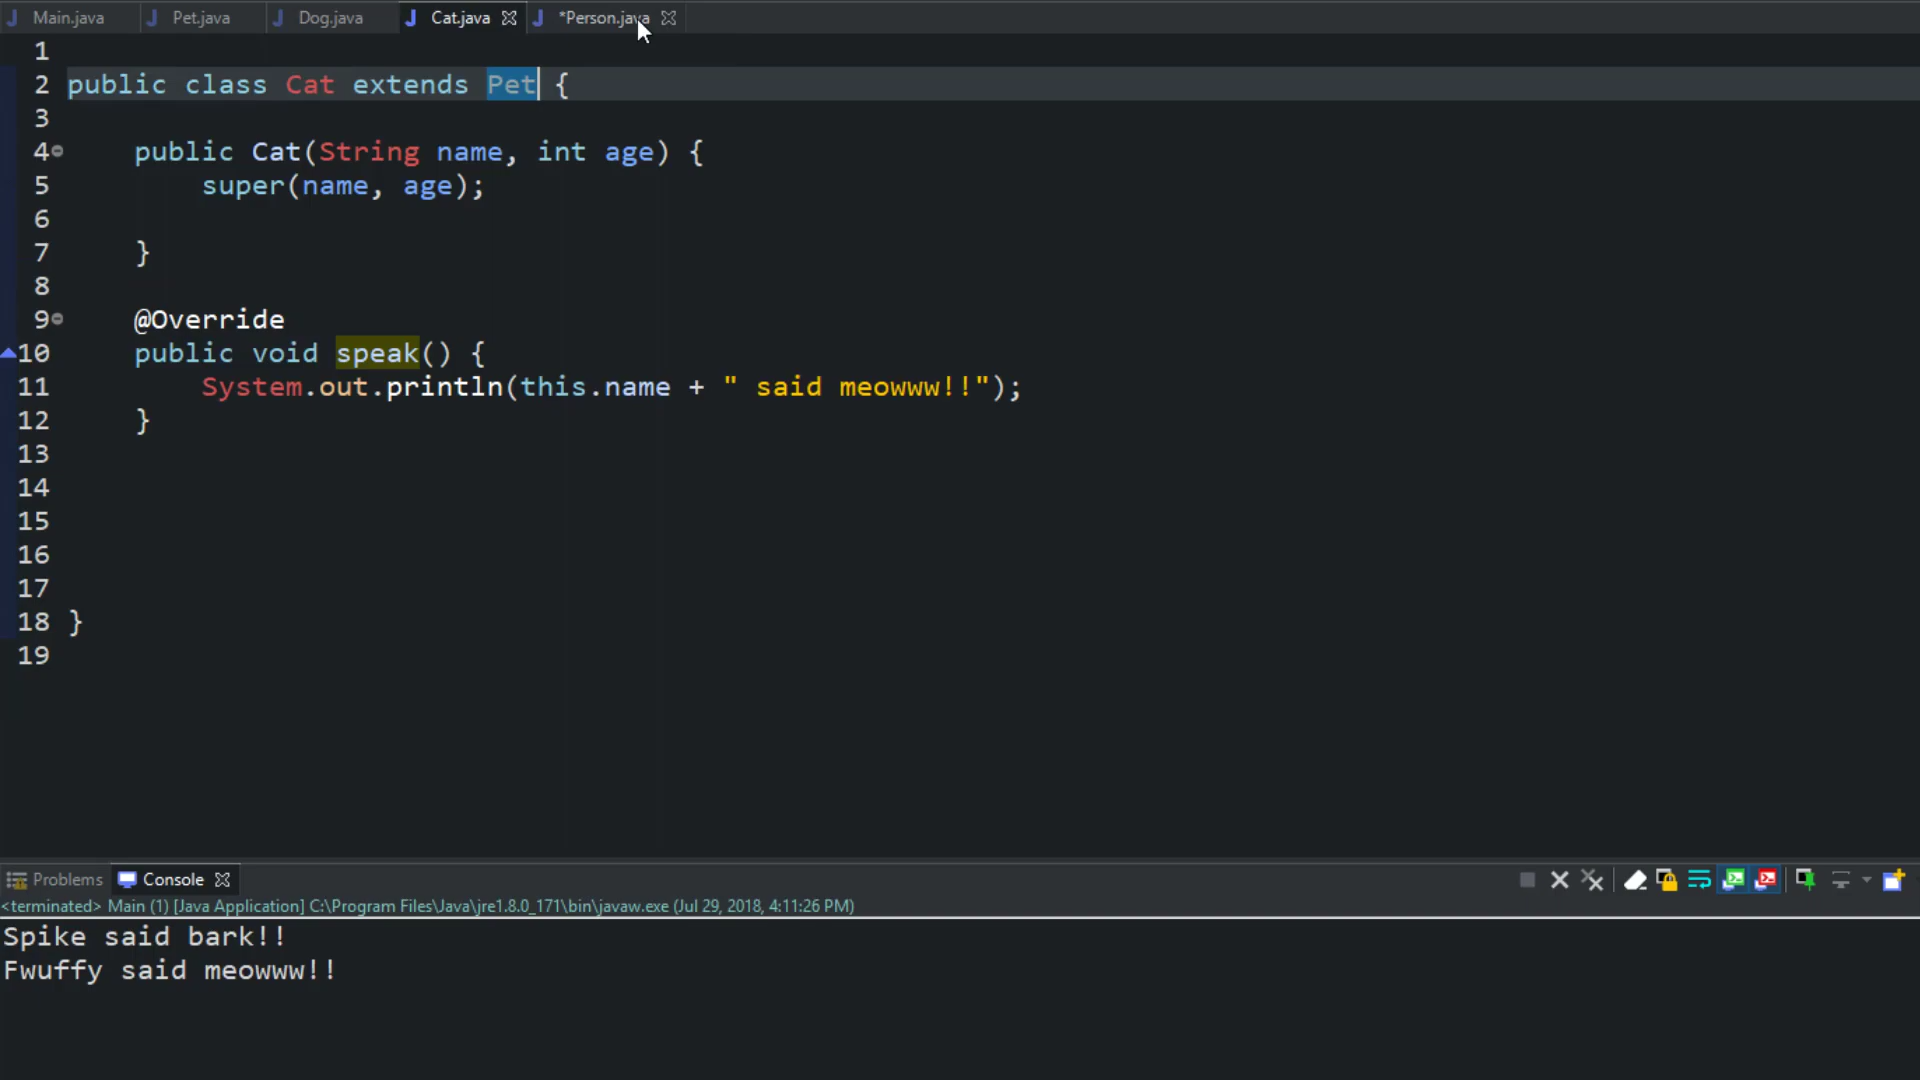 Main.java Pet.java Dog.java Cat.java *Person.java
1
2 public class Cat extends Pet {
3
4 public Cat(String name, int age) {
5 super(name, age);
6
7 }
8
9 @Override
10 public void speak() {
11 System.out.println(this.name + " said meowww!!");
12 }
13
14
15
16
17
18 }
19
Problems Console
<terminated> Main (1) [Java Application] C:\Program Files\Java\jre1.8.0_171\bin\javaw.exe (Jul 29, 2018, 4:11:26 PM)
Spike said bark!!
Fwuffy said meowww!!